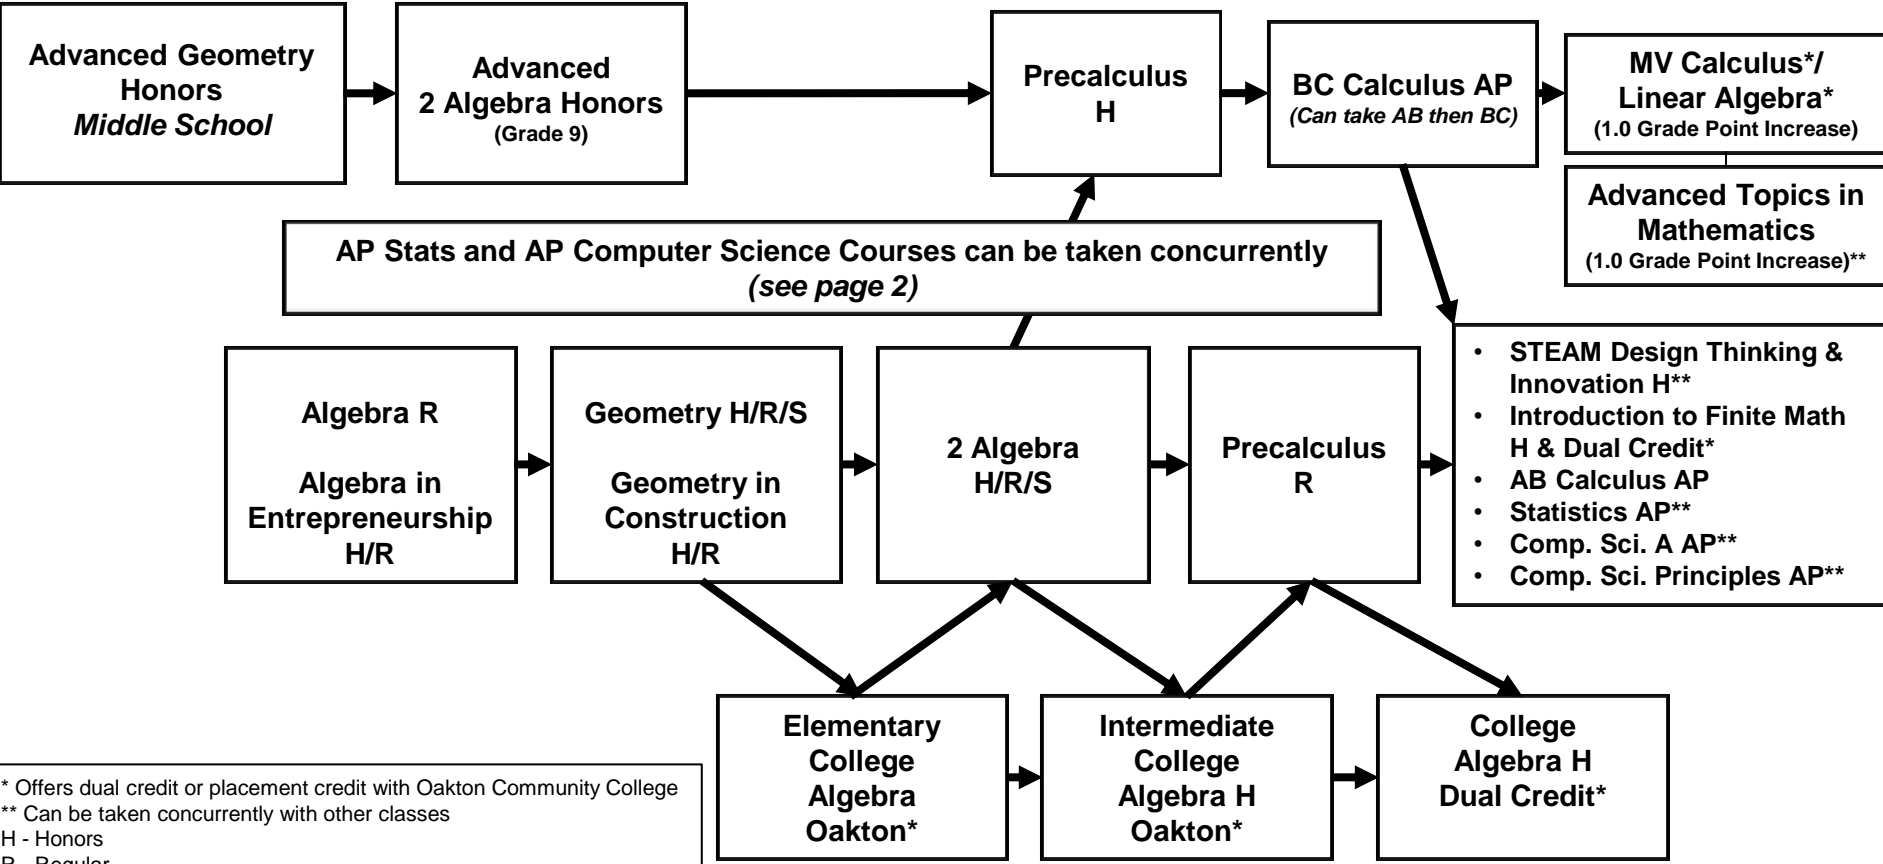 Advanced Geometry
Honors
Middle School
Advanced
2 Algebra Honors
(Grade 9)
Precalculus
H
BC Calculus AP
(Can take AB then BC)
MV Calculus*/
Linear Algebra*
(1.0 Grade Point Increase)
Advanced Topics in
Mathematics
(1.0 Grade Point Increase)**
AP Stats and AP Computer Science Courses can be taken concurrently
(see page 2)
Algebra R
Algebra in
Entrepreneurship
H/R
Geometry H/R/S
Geometry in
Construction
H/R
2 Algebra
H/R/S
Precalculus
R
• STEAM Design Thinking &
Innovation H**
• Introduction to Finite Math
H & Dual Credit*
• AB Calculus AP
• Statistics AP**
• Comp. Sci. A AP**
• Comp. Sci. Principles AP**
Elementary
College
Algebra
Oakton*
Intermediate
College
Algebra H
Oakton*
College
Algebra H
Dual Credit*
* Offers dual credit or placement credit with Oakton Community College
** Can be taken concurrently with other classes
H - Honors
R - Regular